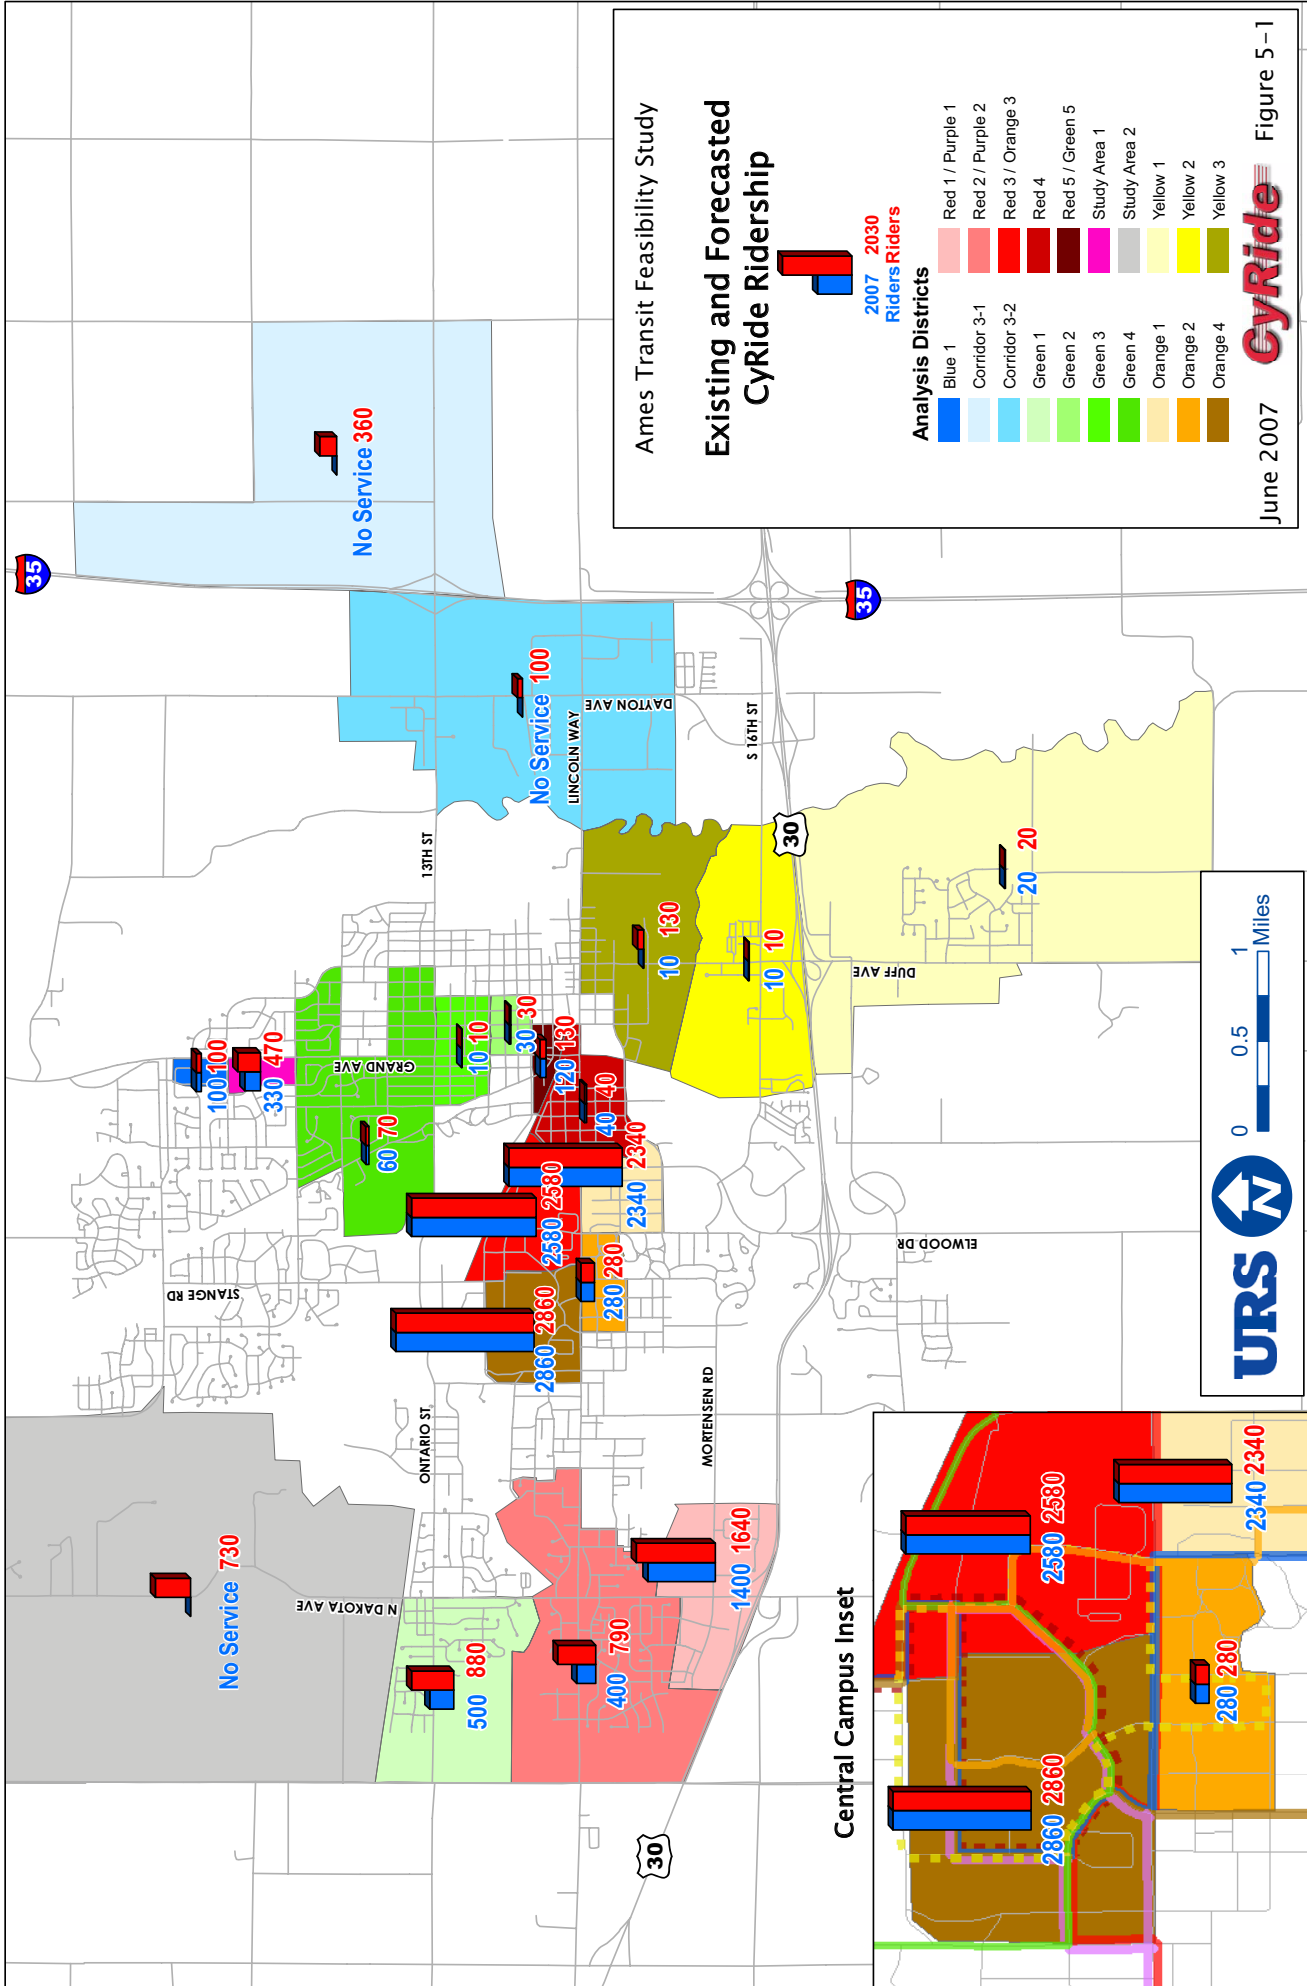 Ames Transit Feasibility Study
Existing and Forecasted
CyRide Ridership
2007 2030
Riders Riders
Analysis Districts
Blue 1
Corridor 3-1
Corridor 3-2
Green 1
Green 2
Green 3
Green 4
Orange 1
Orange 2
Orange 4
Red 1 / Purple 1
Red 2 / Purple 2
Red 3 / Orange 3
Red 4
Red 5 / Green 5
Study Area 1
Study Area 2
Yellow 1
Yellow 2
Yellow 3
June 2007
CyRide
Figure 5-1
No Service 730
STANGE RD
100 100
330 470
35
No Service 360
N DAKOTA AVE
GRAND AVE
60 70
ONTARIO ST
13TH ST
500 880
10 10
30 30
No Service 100
2860 2860
2580 2580
120 130
LINCOLN WAY
400 790
280 280
2340 2340
40 40
DAYTON AVE
10 130
1400 1640
MORTENSEN RD
S 16TH ST
10 10
30
30
35
ELWOOD DR
DUFF AVE
20 20
Central Campus Inset
2860 2860
2580 2580
280 280
2340 2340
URS
N
0 0.5 1
Miles